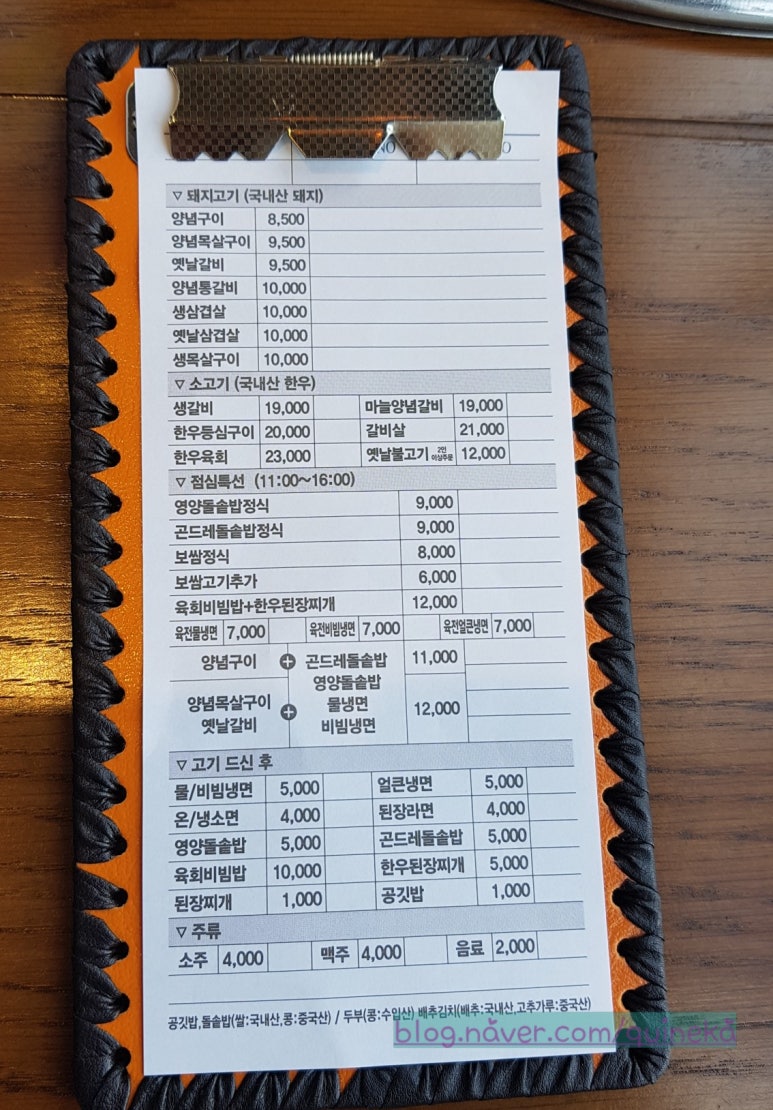 ▽ 돼지고기 (국내산 돼지)
양념구이 8,500
양념목살구이 9,500
옛날갈비 9,500
양념통갈비 10,000
생삼겹살 10,000
옛날삼겹살 10,000
생목살구이 10,000
▽ 소고기 (국내산 한우)
생갈비 19,000 마늘양념갈비 19,000
한우등심구이 20,000 갈비살 21,000
한우육회 23,000 옛날불고기 2인 이상주문 12,000
▽ 점심특선 (11:00~16:00)
영양돌솥밥정식 9,000
곤드레돌솥밥정식 9,000
보쌈정식 8,000
보쌈고기추가 6,000
육회비빔밥+한우된장찌개 12,000
육전물냉면 7,000 육전비빔냉면 7,000 육전얼큰냉면 7,000
양념구이 + 곤드레돌솥밥 11,000
영양돌솥밥
양념목살구이 + 물냉면 12,000
옛날갈비 비빔냉면
▽ 고기 드신 후
물/비빔냉면 5,000 얼큰냉면 5,000
온/냉소면 4,000 된장라면 4,000
영양돌솥밥 5,000 곤드레돌솥밥 5,000
육회비빔밥 10,000 한우된장찌개 5,000
된장찌개 1,000 공깃밥 1,000
▽ 주류
소주 4,000 맥주 4,000 음료 2,000
공깃밥,돌솥밥(쌀:국내산,콩:중국산) / 두부(콩:수입산) 배추김치(배추:국내산,고추가루:중국산)
blog.naver.com/quineka